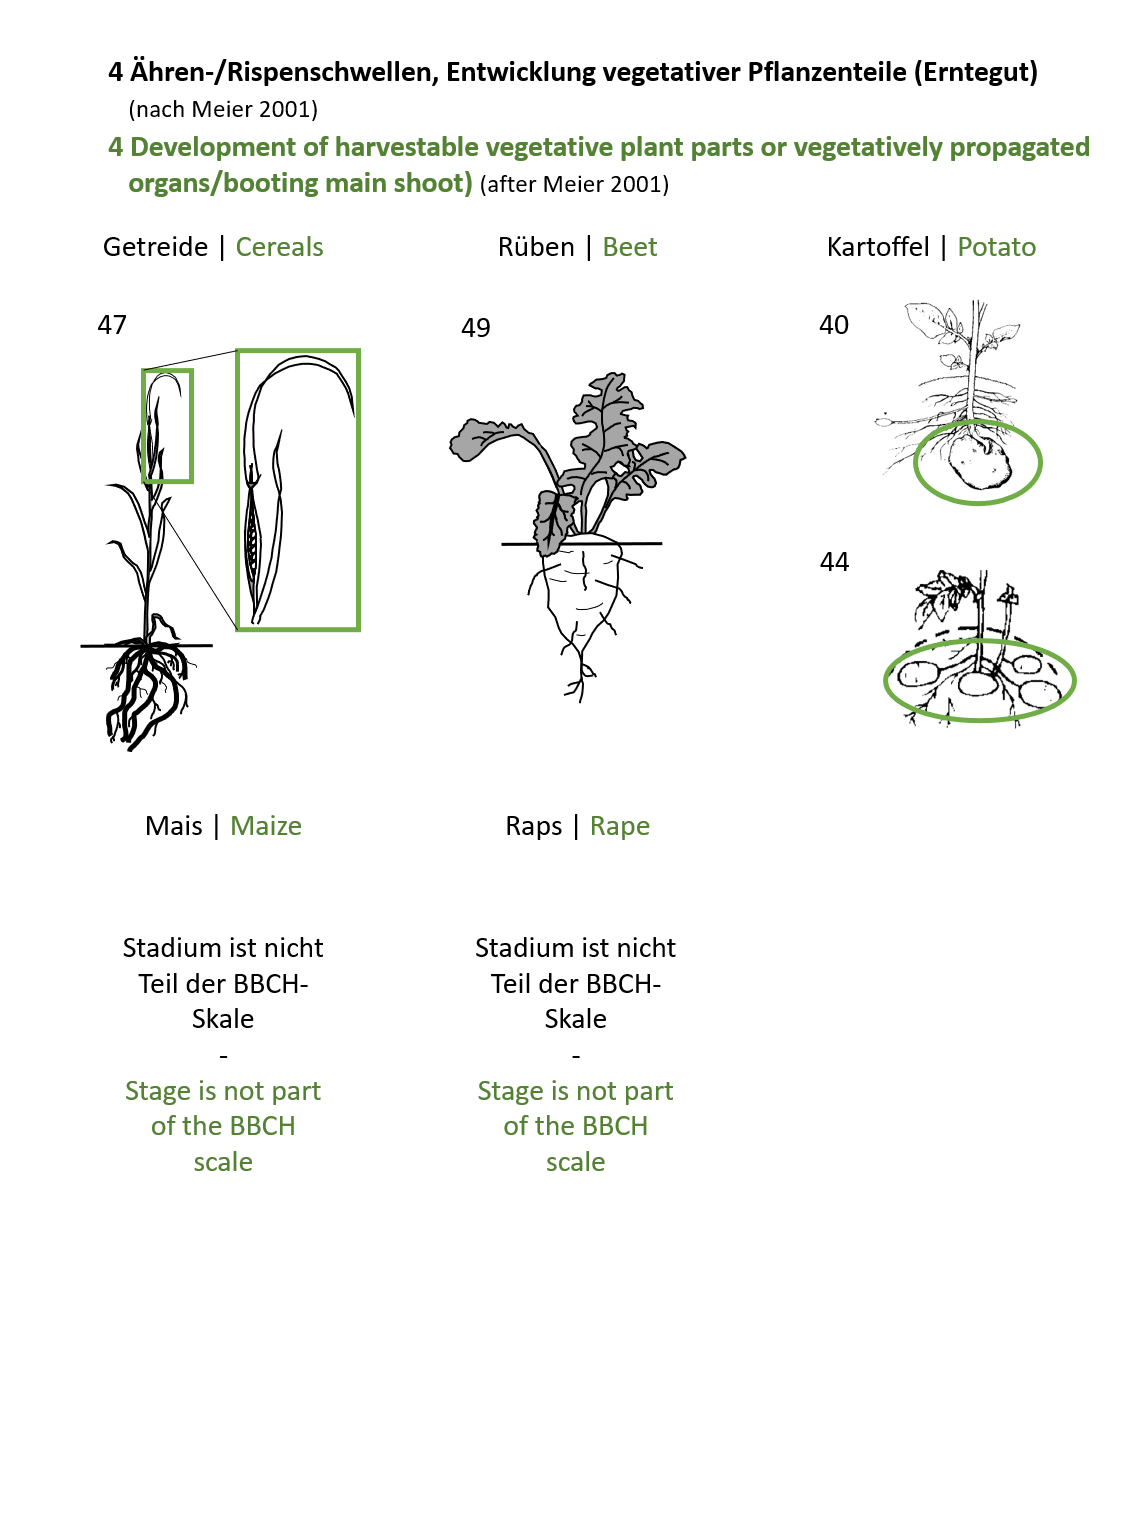 4 Ähren-/Rispenschwellen, Entwicklung vegetativer Pflanzenteile (Erntegut)
(nach Meier 2001)
4 Development of harvestable vegetative plant parts or vegetatively propagated
organs/booting main shoot) (after Meier 2001)
Getreide | Cereals
Rüben | Beet
Kartoffel | Potato
47
49
40
44
Mais | Maize
Raps | Rape
Stadium ist nicht
Teil der BBCH-
Skale
-
Stage is not part
of the BBCH
scale
Stadium ist nicht
Teil der BBCH-
Skale
-
Stage is not part
of the BBCH
scale